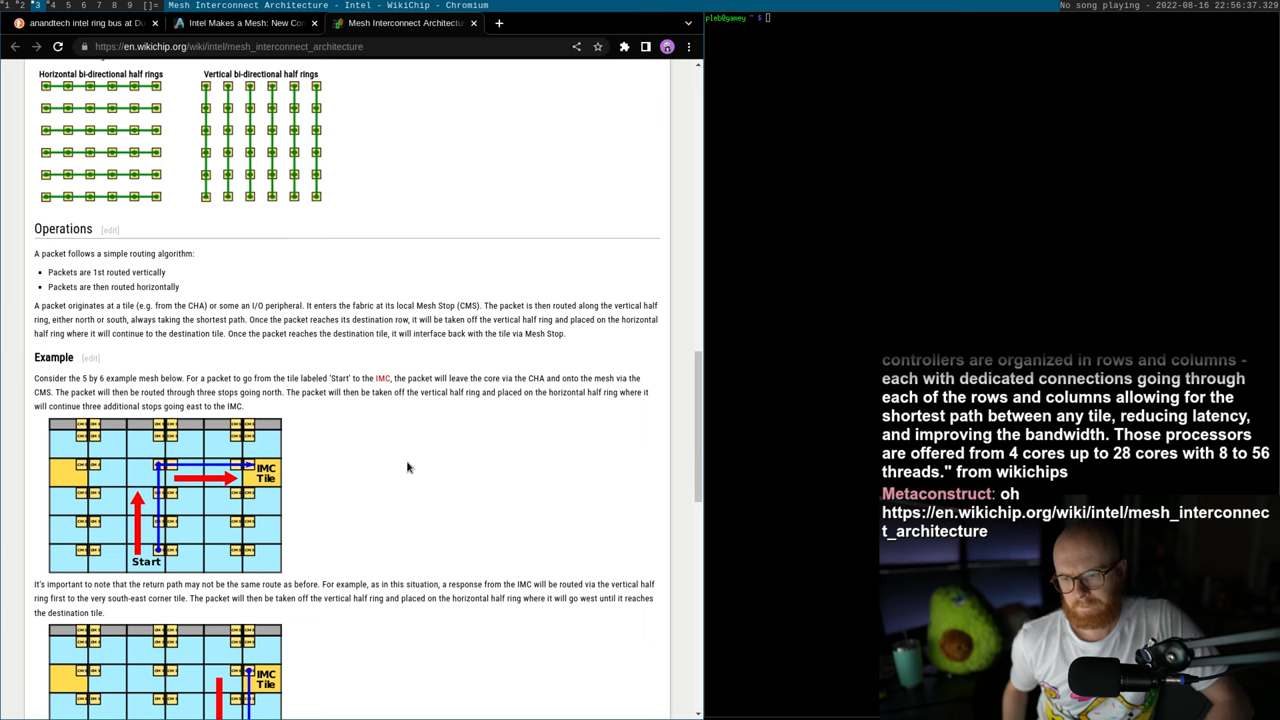 1 2 3 4 5 6 7 8 9 []= Mesh Interconnect Architecture - Intel - WikiChip - Chromium
No song playing - 2022-08-16 22:56:37.329
anandtech intel ring bus at Du
Intel Makes a Mesh: New Co
Mesh Interconnect Architectu
https://en.wikichip.org/wiki/intel/mesh_interconnect_architecture
pleb@gamey ~ $
Horizontal bi-directional half rings
Vertical bi-directional half rings
Operations [edit]
A packet follows a simple routing algorithm:
Packets are 1st routed vertically
Packets are then routed horizontally
A packet originates at a tile (e.g. from the CHA) or some an I/O peripheral. It enters the fabric at its local Mesh Stop (CMS). The packet is then routed along the vertical half
ring, either north or south, always taking the shortest path. Once the packet reaches its destination row, it will be taken off the vertical half ring and placed on the horizontal
half ring where it will continue to the destination tile. Once the packet reaches the destination tile, it will interface back with the tile via Mesh Stop.
Example [edit]
Consider the 5 by 6 example mesh below. For a packet to go from the tile labeled 'Start' to the IMC, the packet will leave the core via the CHA and onto the mesh via the
CMS. The packet will then be routed through three stops going north. The packet will then be taken off the vertical half ring and placed on the horizontal half ring where it
will continue three additional stops going east to the IMC.
IMC
Tile
Start
It's important to note that the return path may not be the same route as before. For example, as in this situation, a response from the IMC will be routed via the vertical half
ring first to the very south-east corner tile. The packet will then be taken off the vertical half ring and placed on the horizontal half ring where it will go west until it reaches
the destination tile.
IMC
Tile
controllers are organized in rows and columns -
each with dedicated connections going through
each of the rows and columns allowing for the
shortest path between any tile, reducing latency,
and improving the bandwidth. Those processors
are offered from 4 cores up to 28 cores with 8 to 56
threads." from wikichips
Metaconstruct: oh
https://en.wikichip.org/wiki/intel/mesh_interconnec
t_architecture